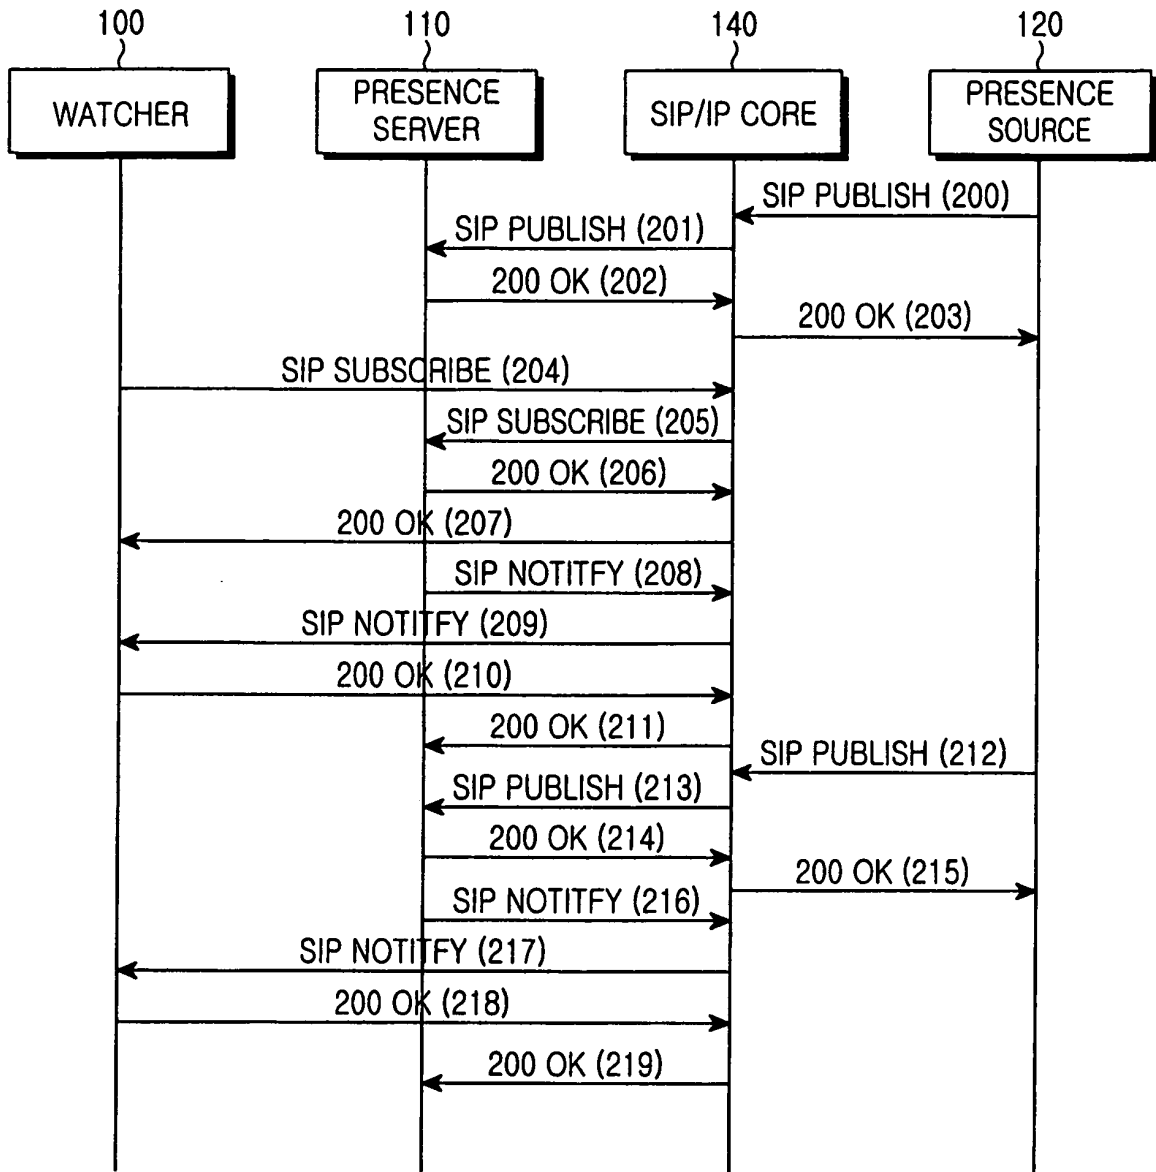 100
110
140
120
WATCHER
PRESENCE
SERVER
SIP/IP CORE
PRESENCE
SOURCE
SIP PUBLISH (200)
SIP PUBLISH (201)
200 OK (202)
200 OK (203)
SIP SUBSCRIBE (204)
SIP SUBSCRIBE (205)
200 OK (206)
200 OK (207)
SIP NOTITFY (208)
SIP NOTITFY (209)
200 OK (210)
200 OK (211)
SIP PUBLISH (212)
SIP PUBLISH (213)
200 OK (214)
200 OK (215)
SIP NOTITFY (216)
SIP NOTITFY (217)
200 OK (218)
200 OK (219)